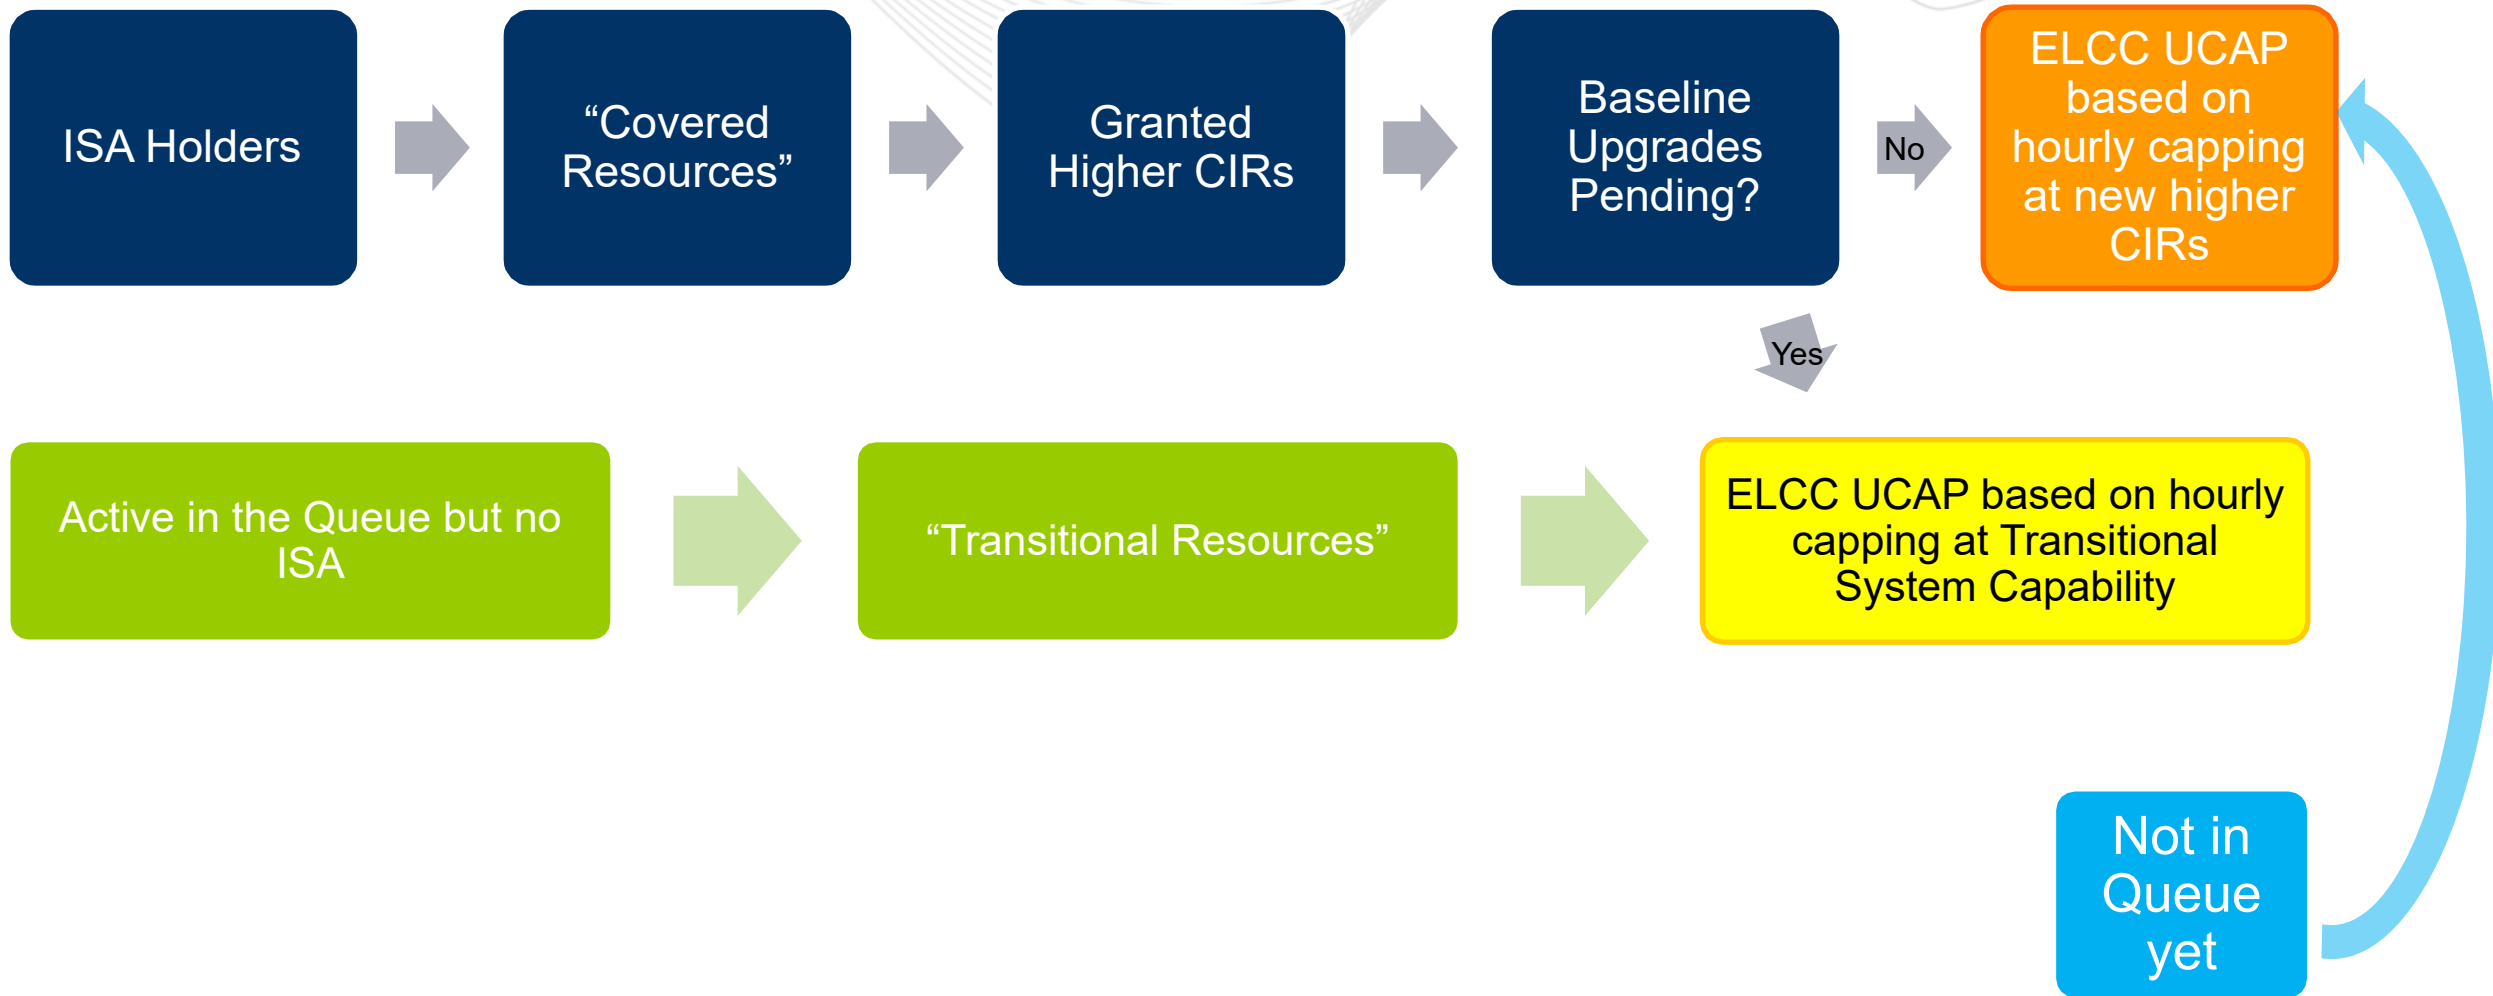 ISA Holders
“Covered
Resources”
Granted
Higher CIRs
Baseline
Upgrades
Pending?
No
ELCC UCAP
based on
hourly capping
at new higher
CIRs
Yes
Active in the Queue but no
ISA
“Transitional Resources”
ELCC UCAP based on hourly
capping at Transitional
System Capability
Not in
Queue
yet